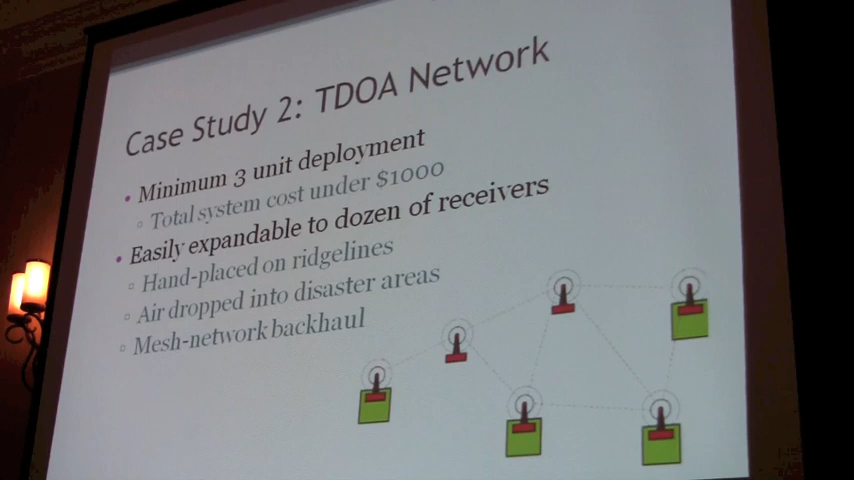 Case Study 2: TDOA Network
• Minimum 3 unit deployment
▫ Total system cost under $1000
• Easily expandable to dozen of receivers
▫ Hand-placed on ridgelines
▫ Air dropped into disaster areas
▫ Mesh-network backhaul